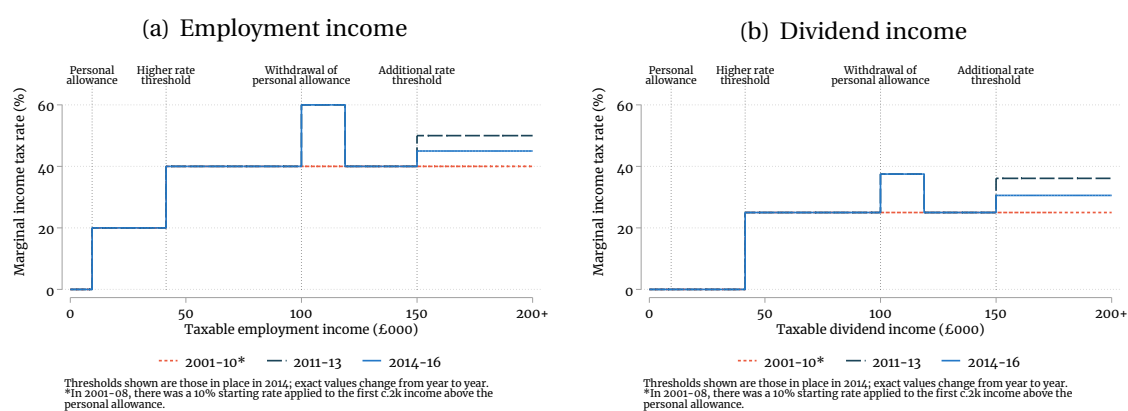 (a) Employment income
Personal
allowance
Higher rate
threshold
Withdrawal of
personal allowance
Additional rate
threshold
Marginal income tax rate (%)
60
40
20
0
0
50
100
150
200+
Taxable employment income (£000)
2001-10*
2011-13
2014-16
Thresholds shown are those in place in 2014; exact values change from year to year.
*In 2001-08, there was a 10% starting rate applied to the first c.2k income above the
personal allowance.
(b) Dividend income
Personal
allowance
Higher rate
threshold
Withdrawal of
personal allowance
Additional rate
threshold
Marginal income tax rate (%)
60
40
20
0
0
50
100
150
200+
Taxable dividend income (£000)
2001-10*
2011-13
2014-16
Thresholds shown are those in place in 2014; exact values change from year to year.
*In 2001-08, there was a 10% starting rate applied to the first c.2k income above the
personal allowance.